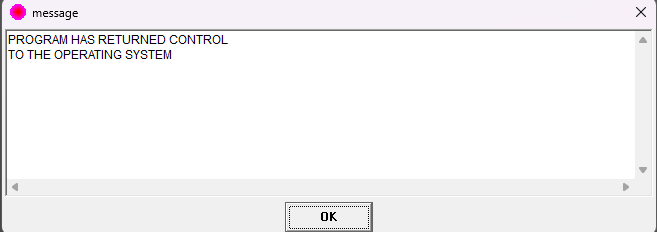 message
PROGRAM HAS RETURNED CONTROL
TO THE OPERATING SYSTEM
OK